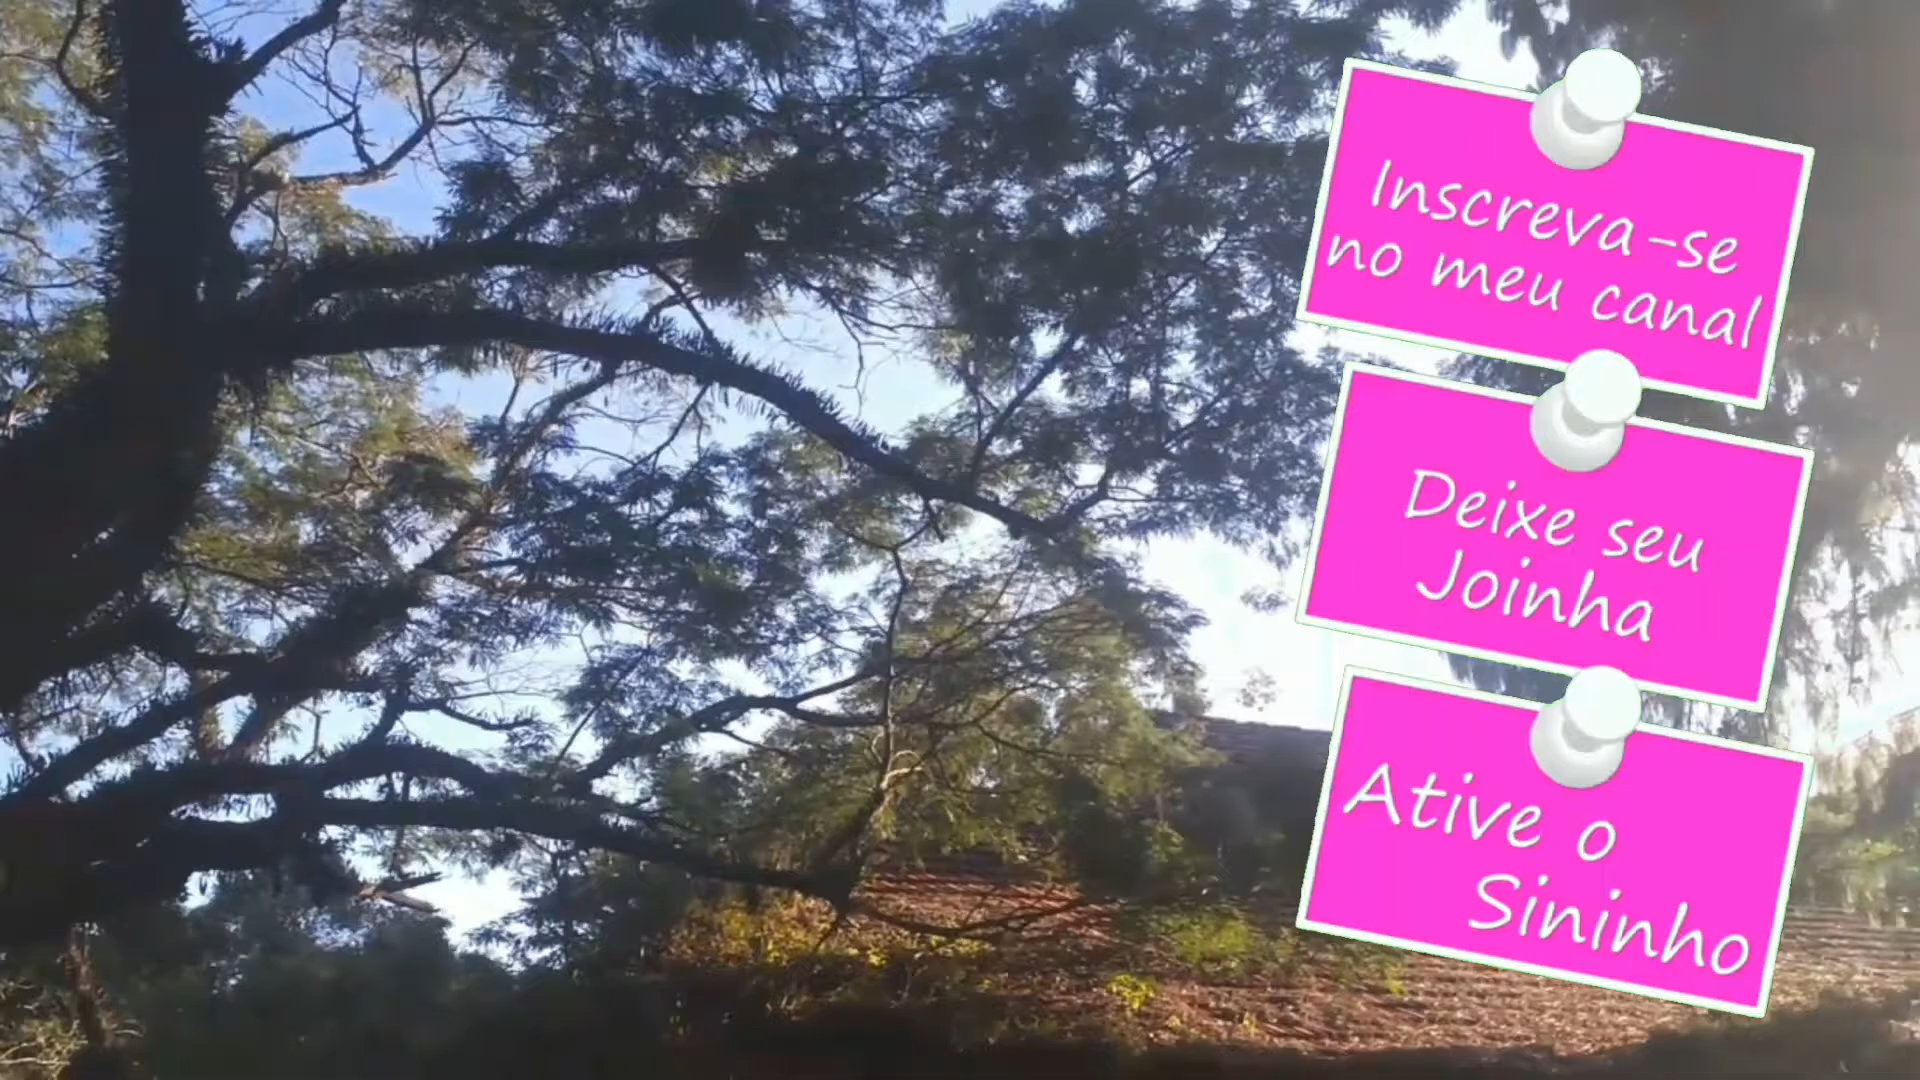 Inscreva-se
no meu canal
Deixe seu
Joinha
Ative o
Sininho